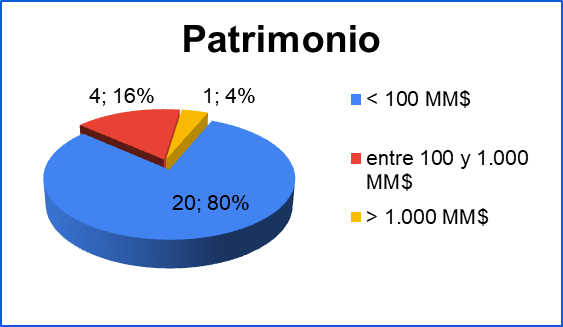 Patrimonio
4; 16%
1; 4%
20; 80%
< 100 MM$
entre 100 y 1.000
MM$
> 1.000 MM$